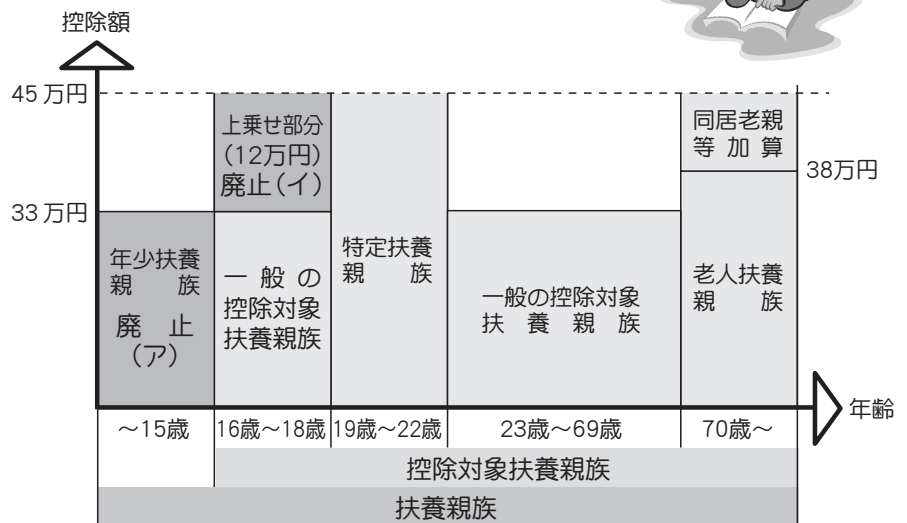 控除額
45万円
上乗せ部分
(12万円)
廃止(イ)
同居老親
等加算
38万円
33万円
年少扶養
親族
廃止
(ア)
一般の
控除対象
扶養親族
特定扶養
親族
一般の控除対象
扶養親族
老人扶養
親族
年齢
～15歳
16歳～18歳
19歳～22歳
23歳～69歳
70歳～
控除対象扶養親族
扶養親族